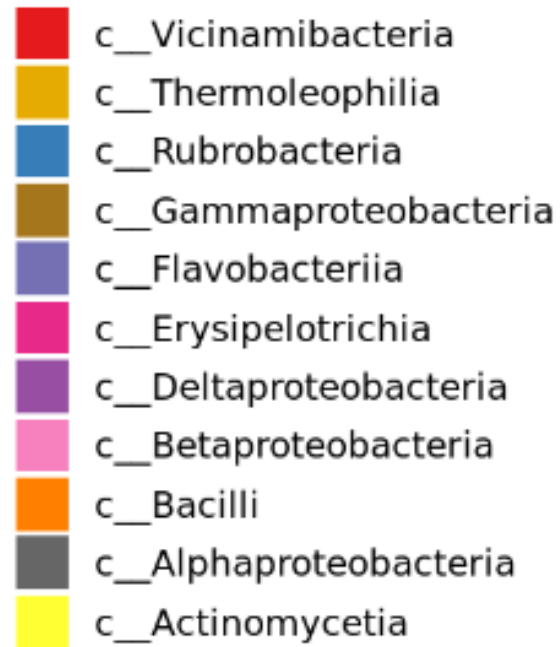 c__Vicinamibacteria
c__Thermoleophilia
c__Rubrobacteria
c__Gammaproteobacteria
c__Flavobacteriia
c__Erysipelotrichia
c__Deltaproteobacteria
c__Betaproteobacteria
c__Bacilli
c__Alphaproteobacteria
c__Actinomycetia